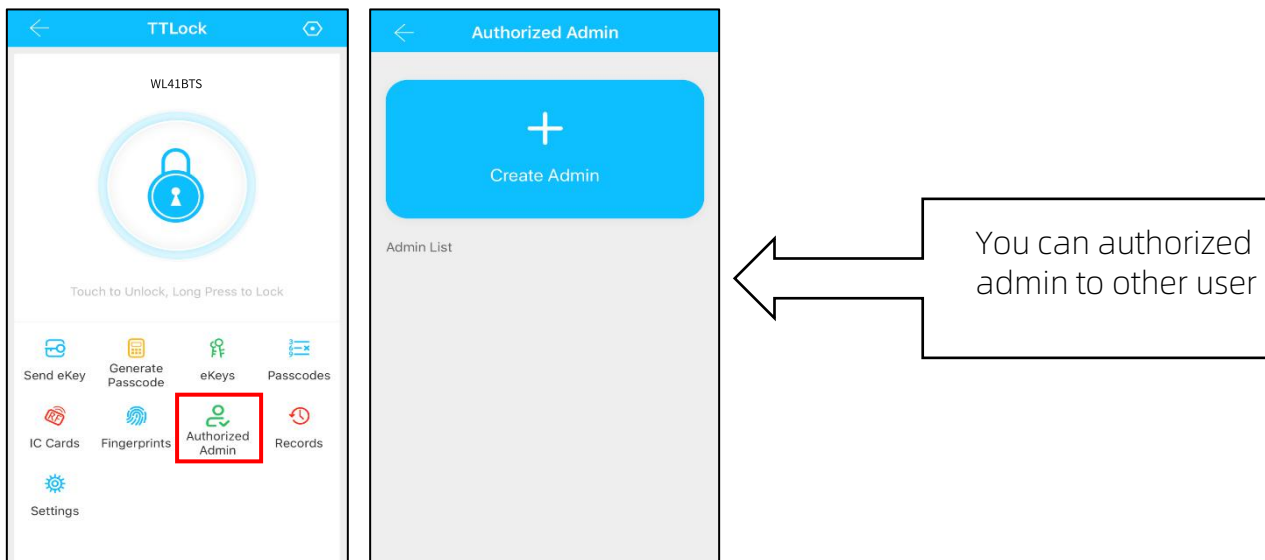 TTLock
WL41BTS
Touch to Unlock, Long Press to Lock
Send eKey
Generate
Passcode
eKeys
Passcodes
RF
IC Cards
Fingerprints
Authorized
Admin
Records
Settings
Authorized Admin
Create Admin
Admin List
You can authorized
admin to other user